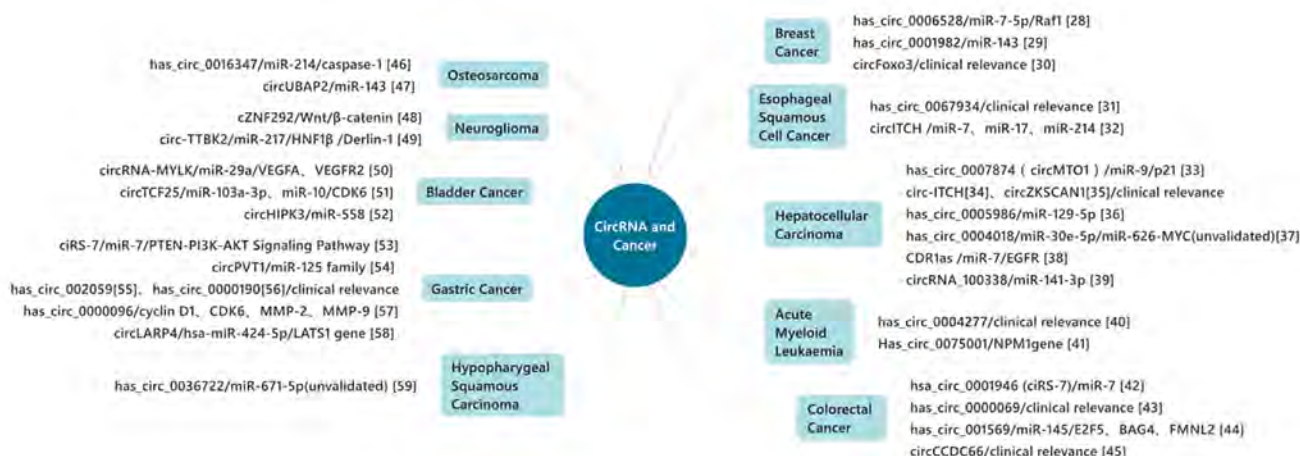 has_circ_0016347/miR-214/caspase-1 [46]
circUBAP2/miR-143 [47]
Osteosarcoma
cZNF292/Wnt/β-catenin [48]
circ-TTBK2/miR-217/HNF1β /Derlin-1 [49]
Neuroglioma
circRNA-MYLK/miR-29a/VEGFA、VEGFR2 [50]
circTCF25/miR-103a-3p、miR-10/CDK6 [51]
circHIPK3/miR-558 [52]
Bladder Cancer
ciRS-7/miR-7/PTEN-PI3K-AKT Signaling Pathway [53]
circPVT1/miR-125 family [54]
has_circ_002059[55]、has_circ_0000190[56]/clinical relevance
has_circ_0000096/cyclin D1、CDK6、MMP-2、MMP-9 [57]
circLARP4/hsa-miR-424-5p/LATS1 gene [58]
Gastric Cancer
has_circ_0036722/miR-671-5p(unvalidated) [59]
Hypopharygeal
Squamous
Carcinoma
CircRNA and
Cancer
Breast
Cancer
has_circ_0006528/miR-7-5p/Raf1 [28]
has_circ_0001982/miR-143 [29]
circFoxo3/clinical relevance [30]
Esophageal
Squamous
Cell Cancer
has_circ_0067934/clinical relevance [31]
circITCH /miR-7、miR-17、miR-214 [32]
Hepatocellular
Carcinoma
has_circ_0007874（circMTO1）/miR-9/p21 [33]
circ-ITCH[34]、circZKSCAN1[35]/clinical relevance
has_circ_0005986/miR-129-5p [36]
has_circ_0004018/miR-30e-5p/miR-626-MYC(unvalidated)[37]
CDR1as /miR-7/EGFR [38]
circRNA_100338/miR-141-3p [39]
Acute
Myeloid
Leukaemia
has_circ_0004277/clinical relevance [40]
Has_circ_0075001/NPM1gene [41]
Colorectal
Cancer
hsa_circ_0001946 (ciRS-7)/miR-7 [42]
has_circ_0000069/clinical relevance [43]
has_circ_001569/miR-145/E2F5、BAG4、FMNL2 [44]
circCCDC66/clinical relevance [45]